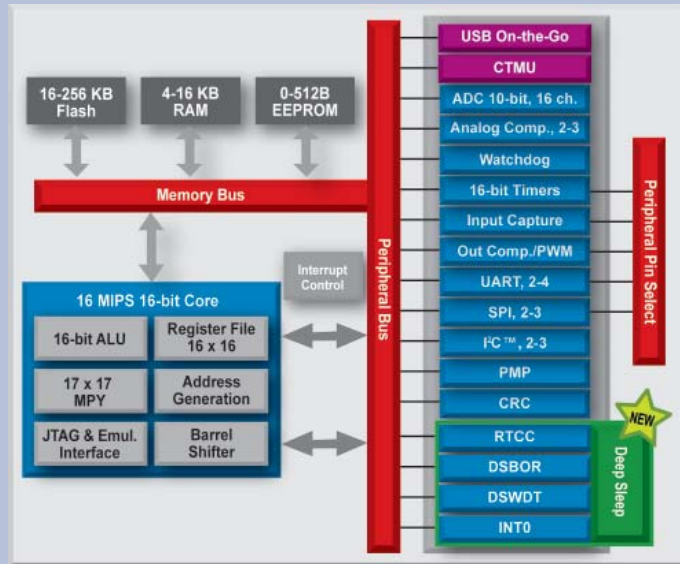 16-256 KB
Flash
4-16 KB
RAM
0-512B
EEPROM
Memory Bus
16 MIPS 16-bit Core
16-bit ALU
Register File
16 x 16
17 x 17
MPY
Address
Generation
JTAG & Emul.
Interface
Barrel
Shifter
Interrupt
Control
Peripheral Bus
USB On-the-Go
CTMU
ADC 10-bit, 16 ch.
Analog Comp., 2-3
Watchdog
16-bit Timers
Input Capture
Out Comp./PWM
UART, 2-4
SPI, 2-3
I²C™, 2-3
PMP
CRC
RTCC
DSBOR
DSWDT
INT0
Peripheral Pin Select
NEW
Deep Sleep